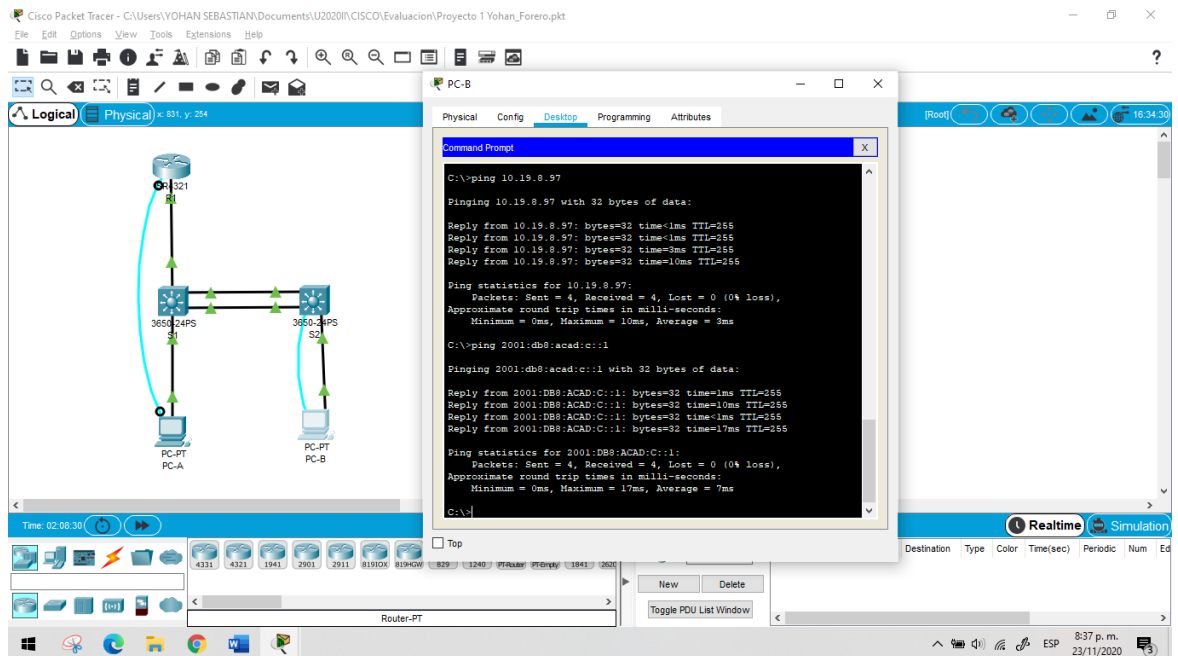 Cisco Packet Tracer - C:\Users\YOHAN SEBASTIAN\Documents\U2020II\CISCO\Evaluacion\Proyecto 1 Yohan_Forero.pkt
File Edit Options View Tools Extensions Help
?
PC-B
Logical Physical x: 831, y: 254
[Root] 16:34:30
Physical Config Desktop Programming Attributes
Command Prompt X
C:\>ping 10.19.8.97
Pinging 10.19.8.97 with 32 bytes of data:
Reply from 10.19.8.97: bytes=32 time<1ms TTL=255
Reply from 10.19.8.97: bytes=32 time<1ms TTL=255
Reply from 10.19.8.97: bytes=32 time=3ms TTL=255
Reply from 10.19.8.97: bytes=32 time=10ms TTL=255
Ping statistics for 10.19.8.97:
Packets: Sent = 4, Received = 4, Lost = 0 (0% loss),
Approximate round trip times in milli-seconds:
Minimum = 0ms, Maximum = 10ms, Average = 3ms
C:\>ping 2001:db8:acad:c::1
Pinging 2001:db8:acad:c::1 with 32 bytes of data:
Reply from 2001:DB8:ACAD:C::1: bytes=32 time=1ms TTL=255
Reply from 2001:DB8:ACAD:C::1: bytes=32 time=10ms TTL=255
Reply from 2001:DB8:ACAD:C::1: bytes=32 time<1ms TTL=255
Reply from 2001:DB8:ACAD:C::1: bytes=32 time=17ms TTL=255
Ping statistics for 2001:DB8:ACAD:C::1:
Packets: Sent = 4, Received = 4, Lost = 0 (0% loss),
Approximate round trip times in milli-seconds:
Minimum = 0ms, Maximum = 17ms, Average = 7ms
C:\>
Top
R1
3650-24PS
S1
3650-24PS
S2
PC-PT
PC-A
PC-PT
PC-B
Time: 02:08:30
Realtime Simulation
4331 4321 1941 2901 2911 819IOX 819HGW 829 1240 PT-Router PT-Empty 1841
Router-PT
New Delete
Toggle PDU List Window
Destination Type Color Time(sec) Periodic Num Ed
ESP
8:37 p. m.
23/11/2020
3